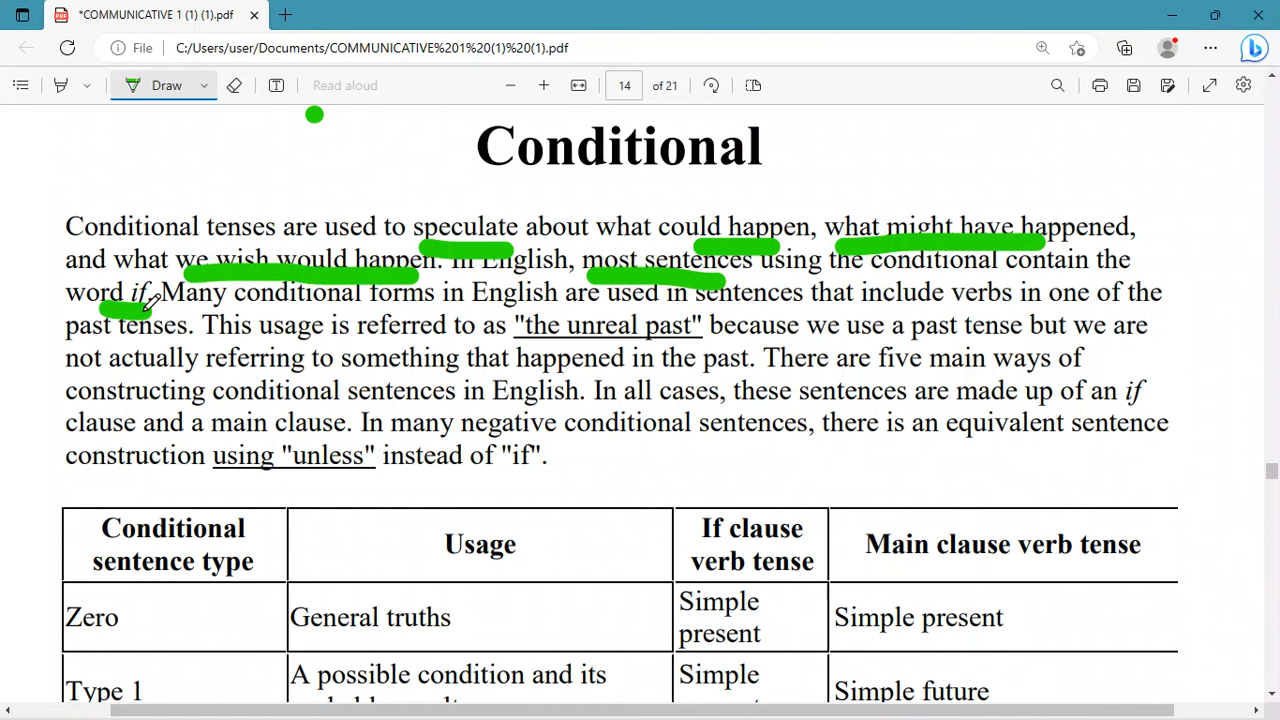 *COMMUNICATIVE 1 (1) (1).pdf
File C:/Users/user/Documents/COMMUNICATIVE%201%20(1)%20(1).pdf
Draw Read aloud 14 of 21
Conditional
Conditional tenses are used to speculate about what could happen, what might have happened,
and what we wish would happen. In English, most sentences using the conditional contain the
word if. Many conditional forms in English are used in sentences that include verbs in one of the
past tenses. This usage is referred to as "the unreal past" because we use a past tense but we are
not actually referring to something that happened in the past. There are five main ways of
constructing conditional sentences in English. In all cases, these sentences are made up of an if
clause and a main clause. In many negative conditional sentences, there is an equivalent sentence
construction using "unless" instead of "if".
Conditional sentence type
Usage
If clause verb tense
Main clause verb tense
Zero
General truths
Simple present
Simple present
Type 1
A possible condition and its
Simple
Simple future